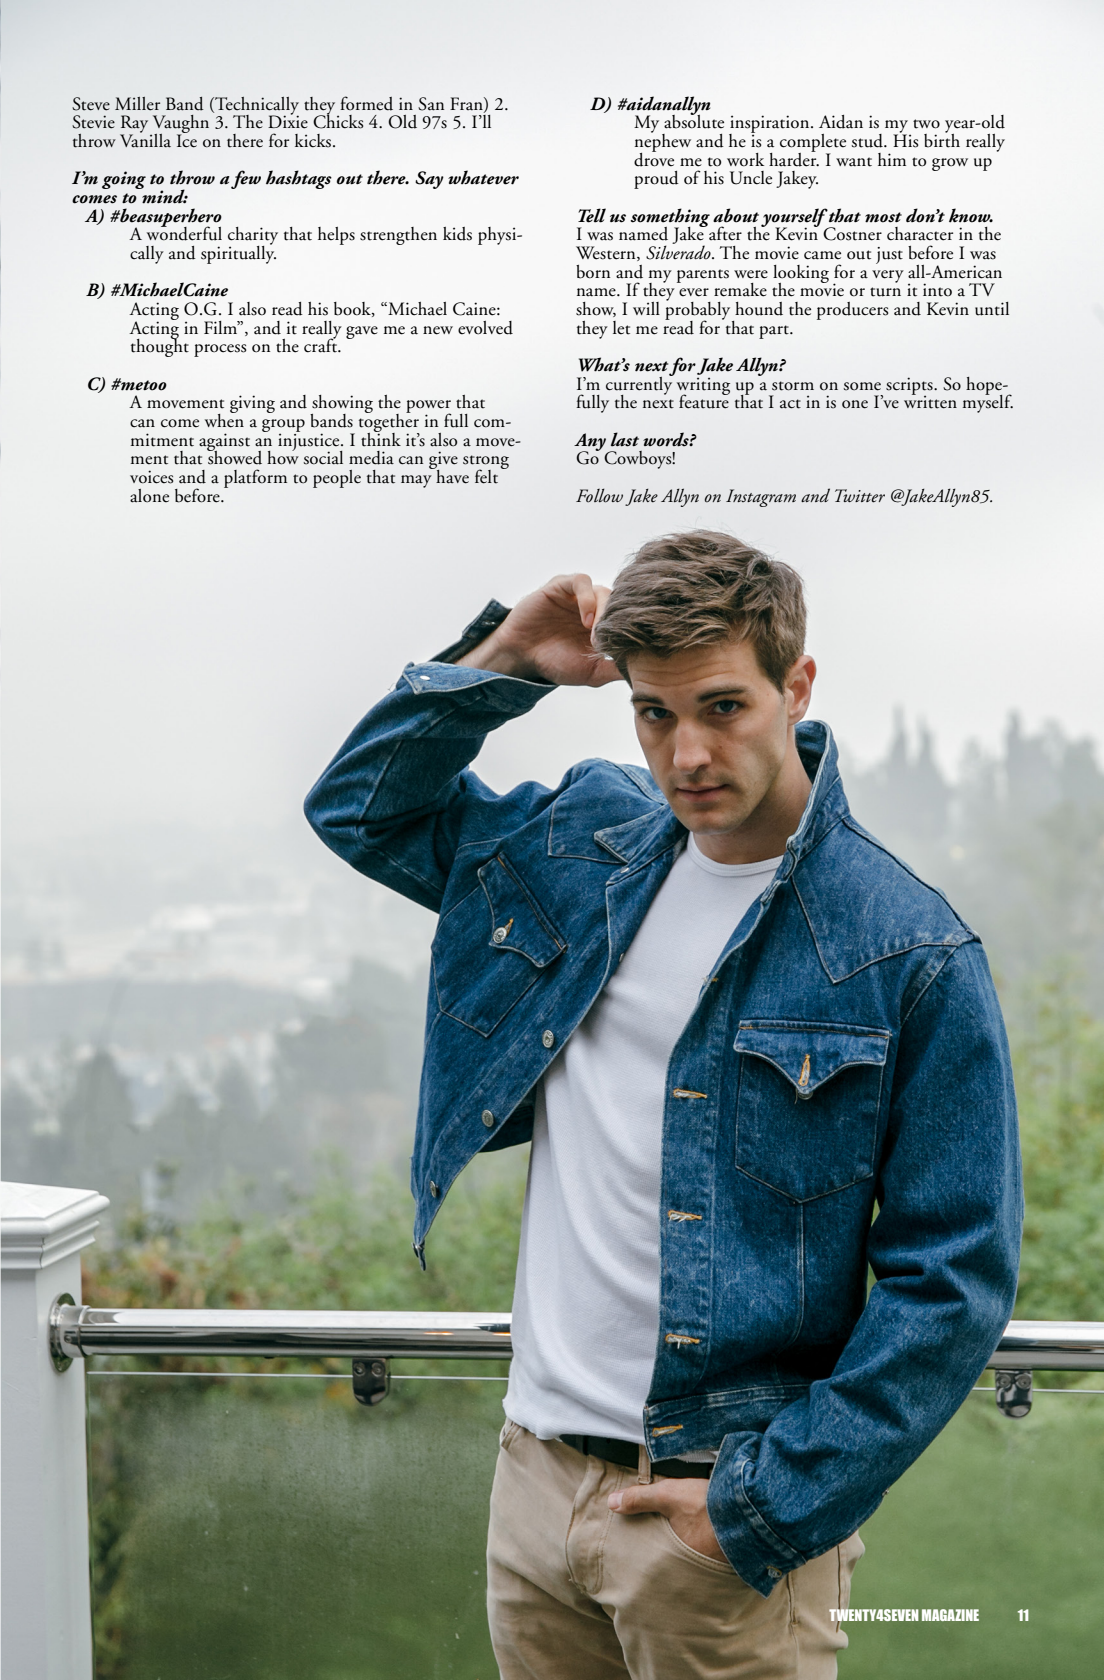 Steve Miller Band (Technically they formed in San Fran) 2.
Stevie Ray Vaughn 3. The Dixie Chicks 4. Old 97s 5. I’ll
throw Vanilla Ice on there for kicks.
I’m going to throw a few hashtags out there. Say whatever
comes to mind:
A) #beasuperhero
A wonderful charity that helps strengthen kids physi-
cally and spiritually.
B) #MichaelCaine
Acting O.G. I also read his book, “Michael Caine:
Acting in Film”, and it really gave me a new evolved
thought process on the craft.
C) #metoo
A movement giving and showing the power that
can come when a group bands together in full com-
mitment against an injustice. I think it’s also a move-
ment that showed how social media can give strong
voices and a platform to people that may have felt
alone before.
D) #aidanallyn
My absolute inspiration. Aidan is my two year-old
nephew and he is a complete stud. His birth really
drove me to work harder. I want him to grow up
proud of his Uncle Jakey.
Tell us something about yourself that most don’t know.
I was named Jake after the Kevin Costner character in the
Western, Silverado. The movie came out just before I was
born and my parents were looking for a very all-American
name. If they ever remake the movie or turn it into a TV
show, I will probably hound the producers and Kevin until
they let me read for that part.
What’s next for Jake Allyn?
I’m currently writing up a storm on some scripts. So hope-
fully the next feature that I act in is one I’ve written myself.
Any last words?
Go Cowboys!
Follow Jake Allyn on Instagram and Twitter @JakeAllyn85.
TWENTY4SEVEN MAGAZINE 11